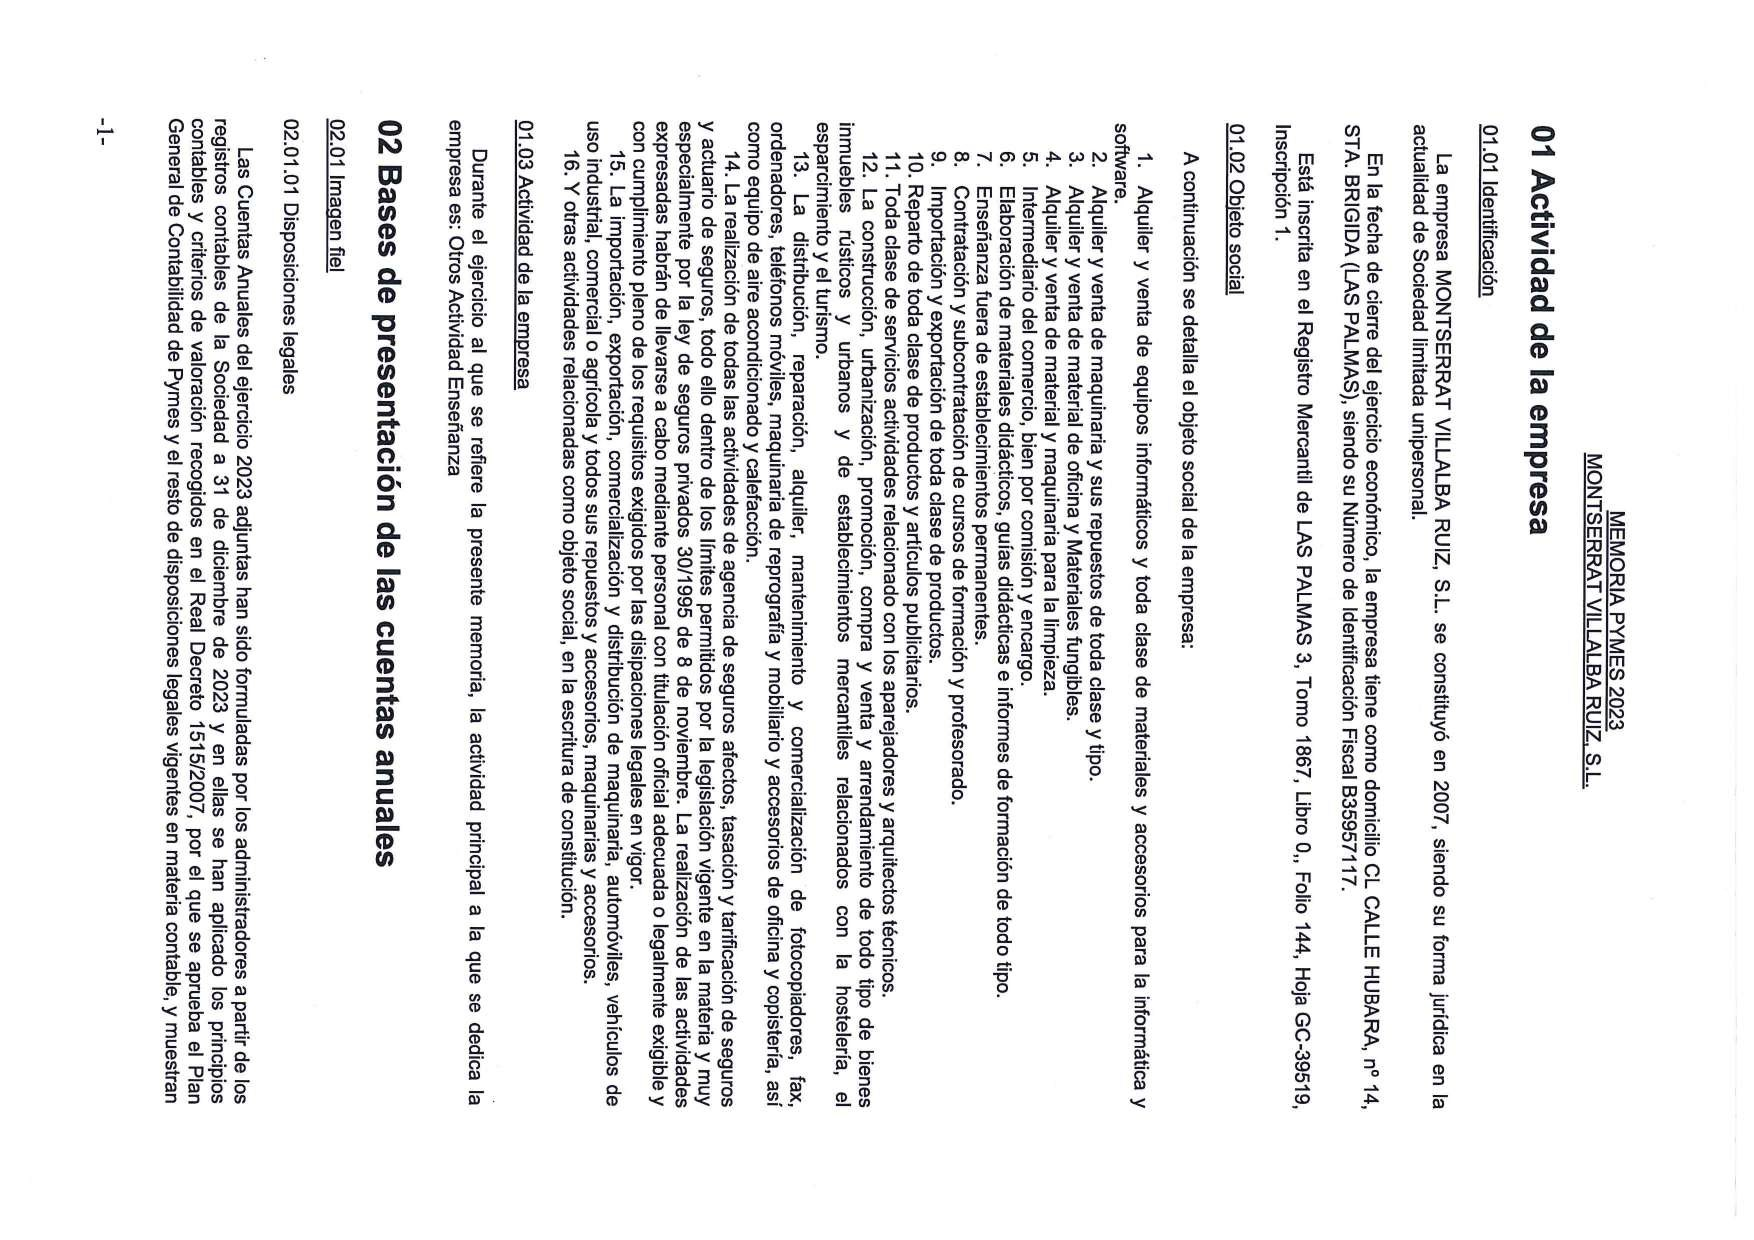 MEMORIA PYMES 2023
MONTSERRAT VILLALBA RUIZ, S.L.
01 Actividad de la empresa
01.01 Identificación
La empresa MONTSERRAT VILLALBA RUIZ, S.L. se constituyó en 2007, siendo su forma jurídica en la
actualidad de Sociedad limitada unipersonal.
En la fecha de cierre del ejercicio económico, la empresa tiene como domicilio CL CALLE HUBARA, nº 14,
STA. BRIGIDA (LAS PALMAS), siendo su Número de Identificación Fiscal B35957117.
Está inscrita en el Registro Mercantil de LAS PALMAS 3, Tomo 1867, Libro 0,, Folio 144, Hoja GC-39519,
Inscripción 1.
01.02 Objeto social
A continuación se detalla el objeto social de la empresa:
1. Alquiler y venta de equipos informáticos y toda clase de materiales y accesorios para la informática y
software.
2. Alquiler y venta de maquinaria y sus repuestos de toda clase y tipo.
3. Alquiler y venta de material de oficina y Materiales fungibles.
4. Alquiler y venta de material y maquinaria para la limpieza.
5. Intermediario del comercio, bien por comisión y encargo.
6. Elaboración de materiales didácticos, guías didácticas e informes de formación de todo tipo.
7. Enseñanza fuera de establecimientos permanentes.
8. Contratación y subcontratación de cursos de formación y profesorado.
9. Importación y exportación de toda clase de productos.
10. Reparto de toda clase de productos y artículos publicitarios.
11. Toda clase de servicios actividades relacionado con los aparejadores y arquitectos técnicos.
12. La construcción, urbanización, promoción, compra y venta y arrendamiento de todo tipo de bienes
inmuebles rústicos y urbanos y de establecimientos mercantiles relacionados con la hostelería, el
esparcimiento y el turismo.
13. La distribución, reparación, alquiler, mantenimiento y comercialización de fotocopiadores, fax,
ordenadores, teléfonos móviles, maquinaria de reprografía y mobiliario y accesorios de oficina y copistería, así
como equipo de aire acondicionado y calefacción.
14. La realización de todas las actividades de agencia de seguros afectos, tasación y tarificación de seguros
y actuario de seguros, todo ello dentro de los límites permitidos por la legislación vigente en la materia y muy
especialmente por la ley de seguros privados 30/1995 de 8 de noviembre. La realización de las actividades
expresadas habrán de llevarse a cabo mediante personal con titulación oficial adecuada o legalmente exigible y
con cumplimiento pleno de los requisitos exigidos por las disipaciones legales en vigor.
15. La importación, exportación, comercialización y distribución de maquinaria, automóviles, vehículos de
uso industrial, comercial o agrícola y todos sus repuestos y accesorios, maquinarias y accesorios.
16. Y otras actividades relacionadas como objeto social, en la escritura de constitución.
01.03 Actividad de la empresa
Durante el ejercicio al que se refiere la presente memoria, la actividad principal a la que se dedica la
empresa es: Otros Actividad Enseñanza
02 Bases de presentación de las cuentas anuales
02.01 Imagen fiel
02.01.01 Disposiciones legales
Las Cuentas Anuales del ejercicio 2023 adjuntas han sido formuladas por los administradores a partir de los
registros contables de la Sociedad a 31 de diciembre de 2023 y en ellas se han aplicado los principios
contables y criterios de valoración recogidos en el Real Decreto 1515/2007, por el que se aprueba el Plan
General de Contabilidad de Pymes y el resto de disposiciones legales vigentes en materia contable, y muestran
-1-